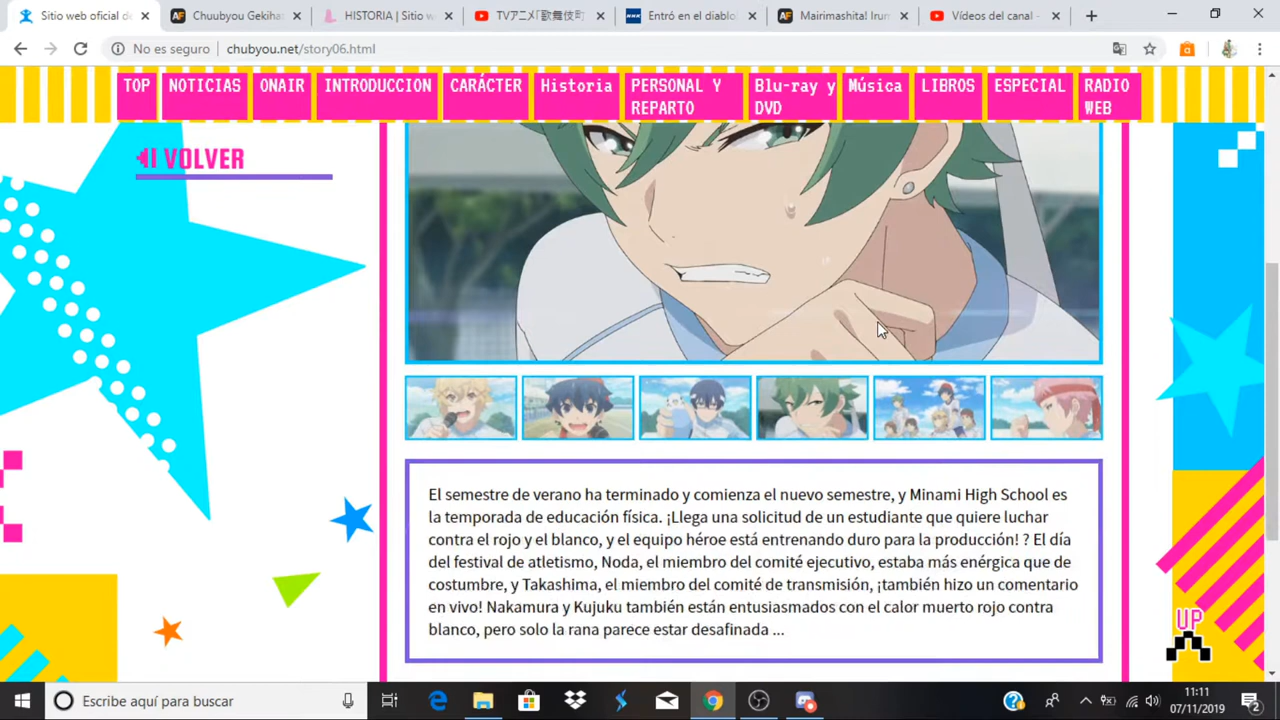 Sitio web oficial de
Chuubyou Gekiha
HISTORIA | Sitio w
TVアニメ「歌舞伎町
NHK
Entró en el diablo
Mairimashita! Irum
Vídeos del canal -
No es seguro
chubyou.net/story06.html
TOP
NOTICIAS
ONAIR
INTRODUCCION
CARÁCTER
Historia
PERSONAL Y
REPARTO
Blu-ray y
DVD
Música
LIBROS
ESPECIAL
RADIO
WEB
VOLVER
El semestre de verano ha terminado y comienza el nuevo semestre, y Minami High School es
la temporada de educación física. ¡Llega una solicitud de un estudiante que quiere luchar
contra el rojo y el blanco, y el equipo héroe está entrenando duro para la producción! ? El día
del festival de atletismo, Noda, el miembro del comité ejecutivo, estaba más enérgica que de
costumbre, y Takashima, el miembro del comité de transmisión, ¡también hizo un comentario
en vivo! Nakamura y Kujuku también están entusiasmados con el calor muerto rojo contra
blanco, pero solo la rana parece estar desafinada ...
UP
Escribe aquí para buscar
11:11
07/11/2019
2